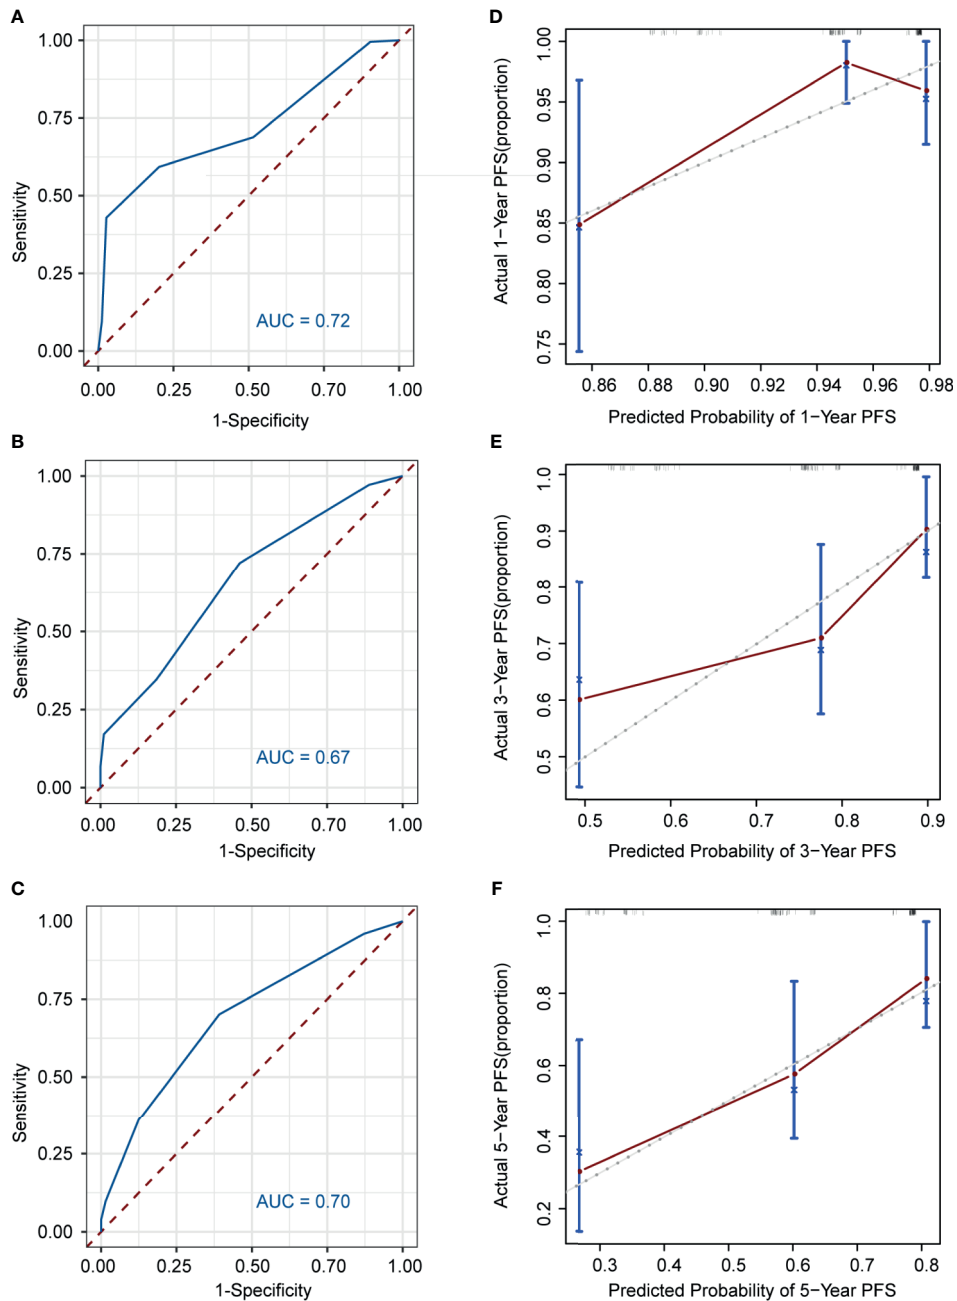 A
1.00
0.75
0.50
0.25
0.00
Sensitivity
AUC = 0.72
0.00 0.25 0.50 0.70 1.00
1-Specificity
D
1.00
0.95
0.90
0.85
0.80
0.75
Actual 1−Year PFS(proportion)
0.86 0.88 0.90 0.92 0.94 0.96 0.98
Predicted Probability of 1−Year PFS
B
1.00
0.75
0.50
0.25
0.00
Sensitivity
AUC = 0.67
0.00 0.25 0.50 0.70 1.00
1-Specificity
E
1.0
0.9
0.8
0.7
0.6
0.5
Actual 3−Year PFS(proportion)
0.5 0.6 0.7 0.8 0.9
Predicted Probability of 3−Year PFS
C
1.00
0.75
0.50
0.25
0.00
Sensitivity
AUC = 0.70
0.00 0.25 0.50 0.70 1.00
1-Specificity
F
1.0
0.8
0.6
0.4
0.2
Actual 5−Year PFS(proportion)
0.3 0.4 0.5 0.6 0.7 0.8
Predicted Probability of 5−Year PFS